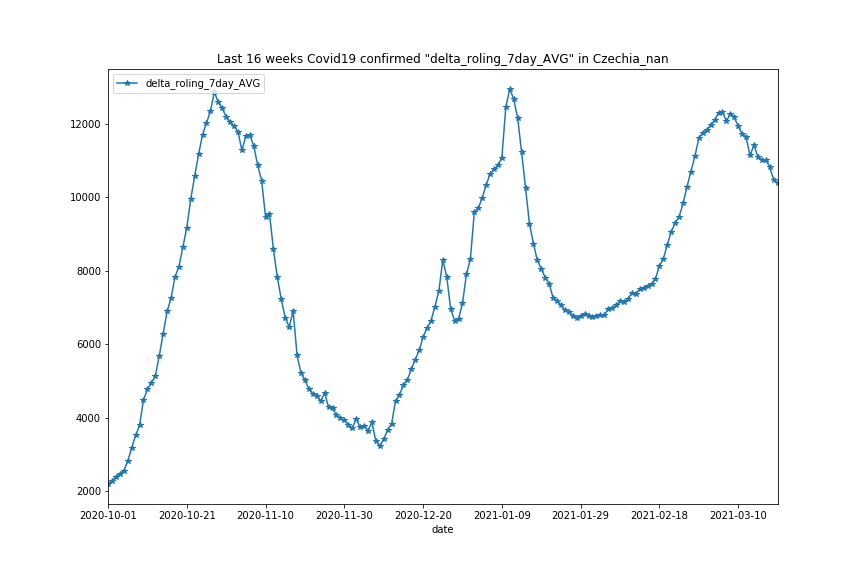 Last 16 weeks Covid19 confirmed "delta_roling_7day_AVG" in Czechia_nan
delta_roling_7day_AVG
12000
10000
8000
6000
4000
2000
2020-10-01 2020-10-21 2020-11-10 2020-11-30 2020-12-20 2021-01-09 2021-01-29 2021-02-18 2021-03-10
date